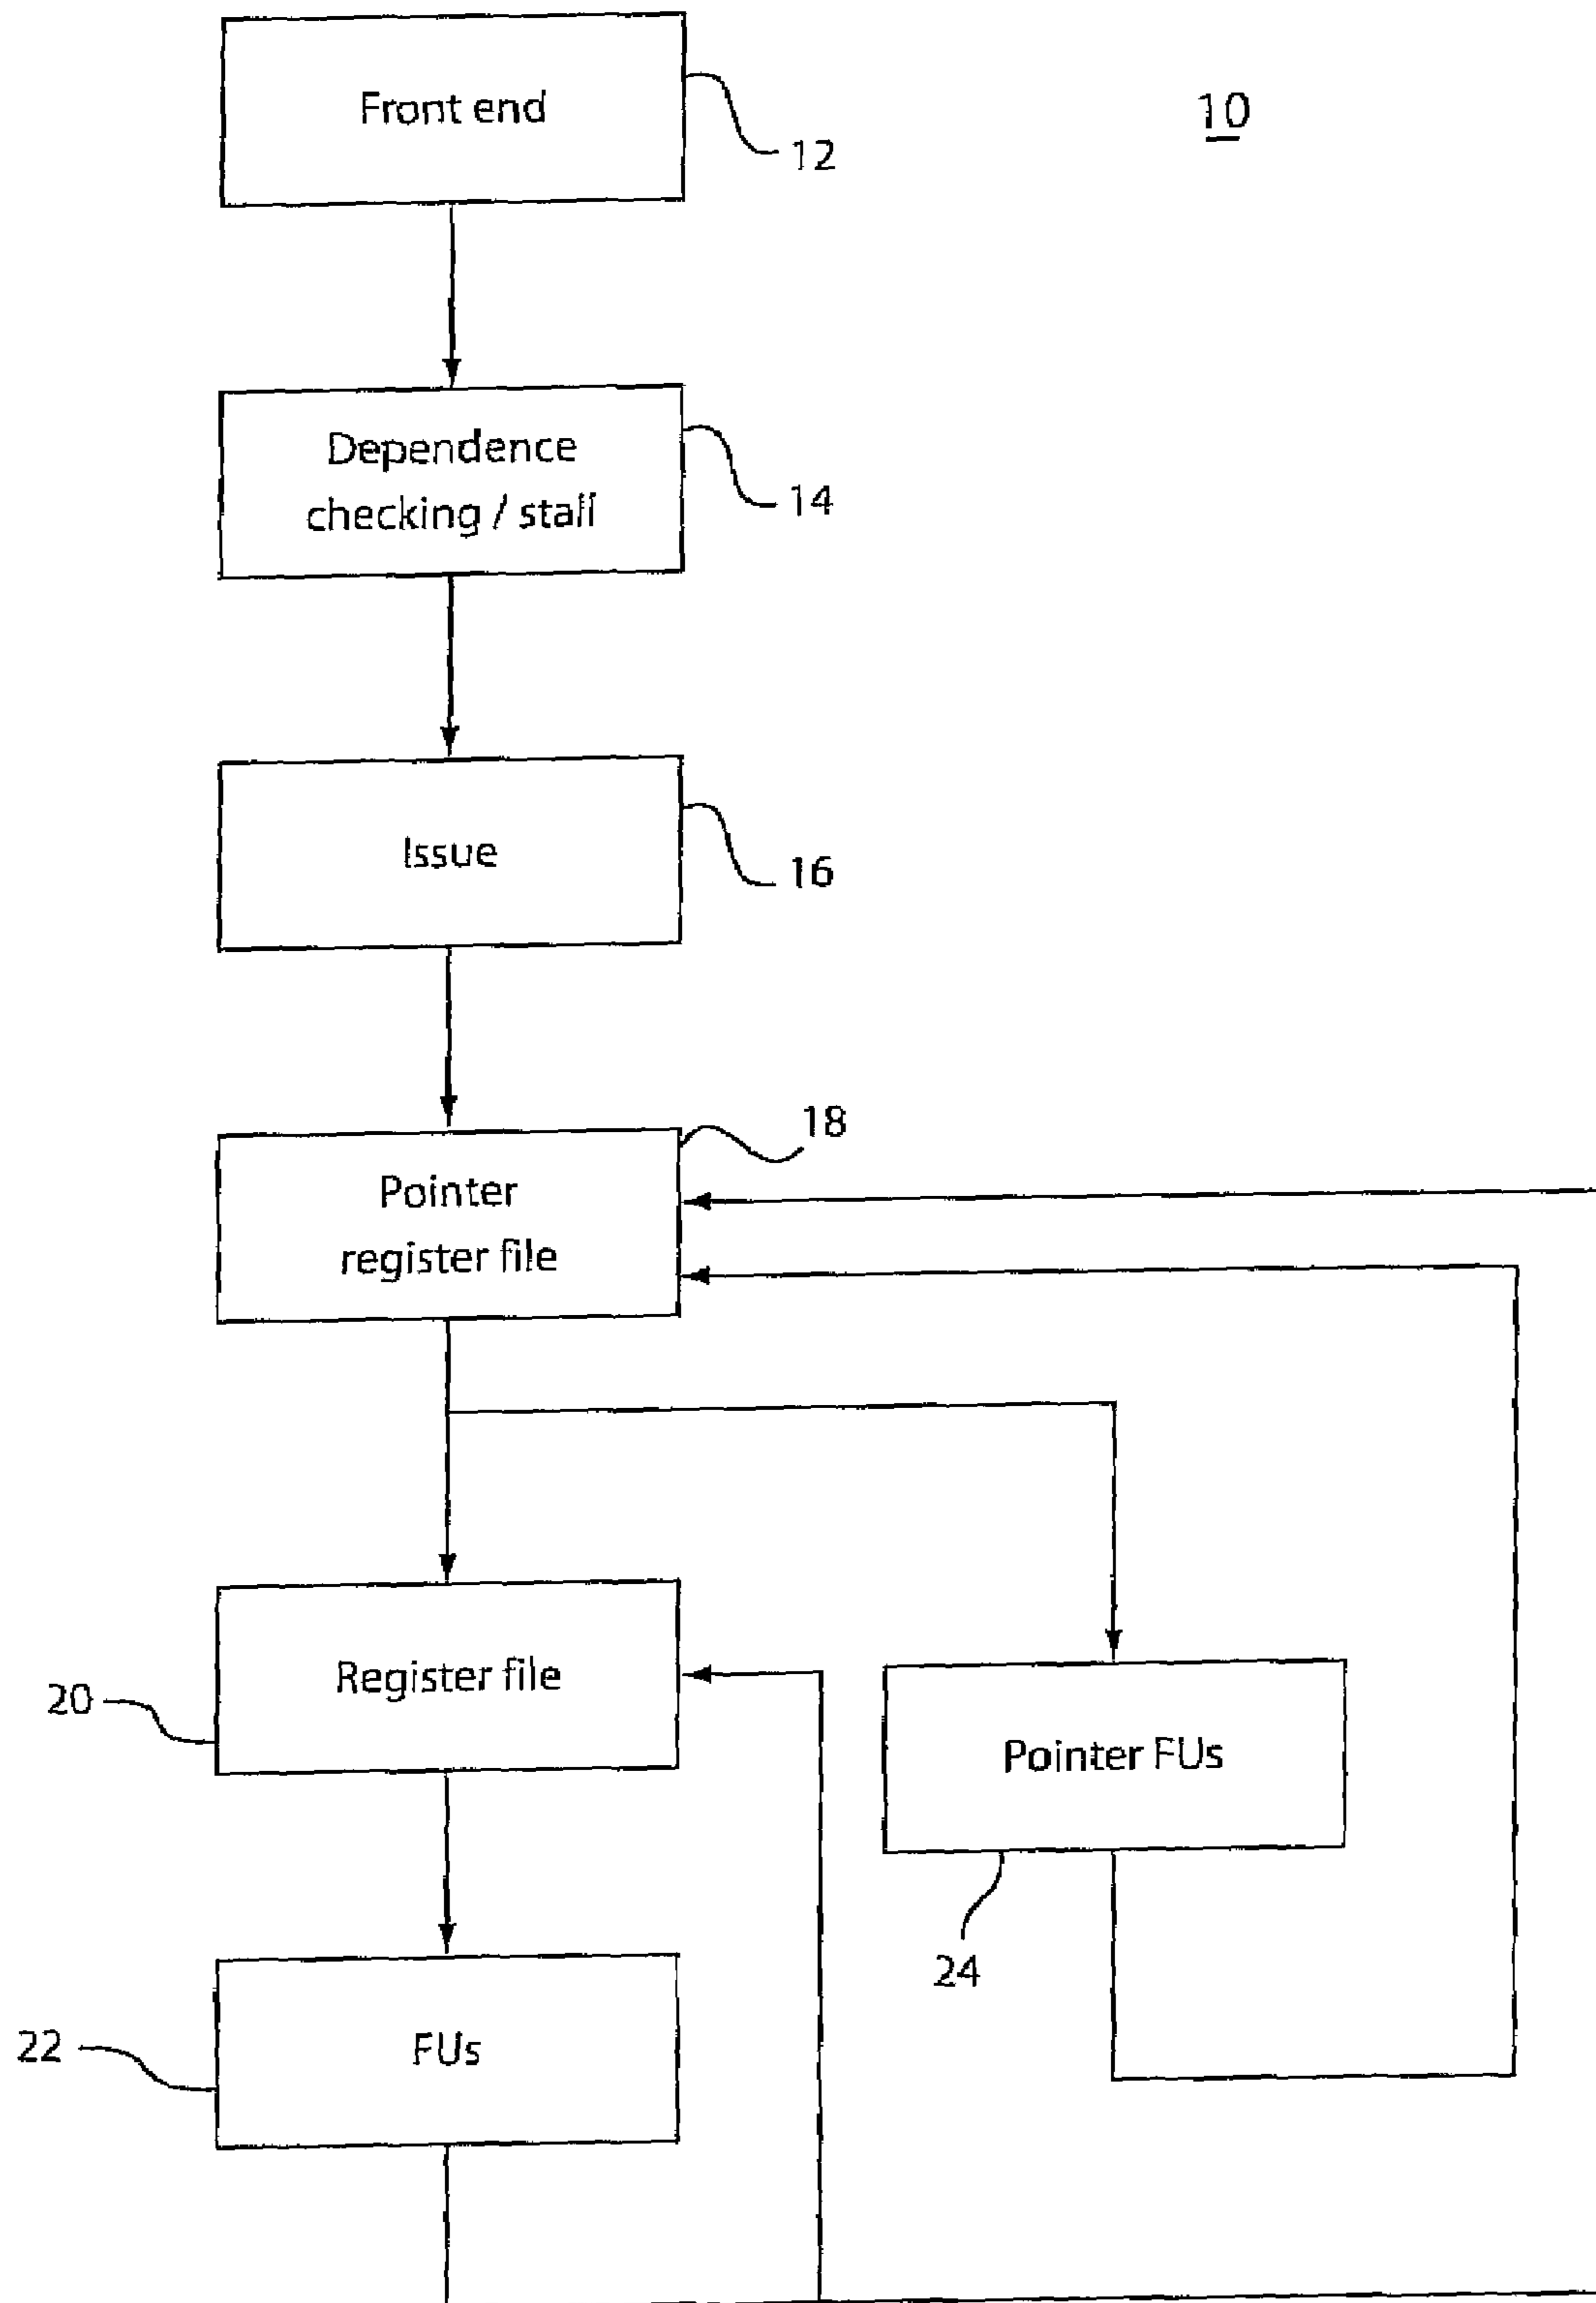 Front end
12
10
Dependence
checking / stall
14
Issue
16
18
Pointer
register file
Register file
20
Pointer FUs
24
FUs
22